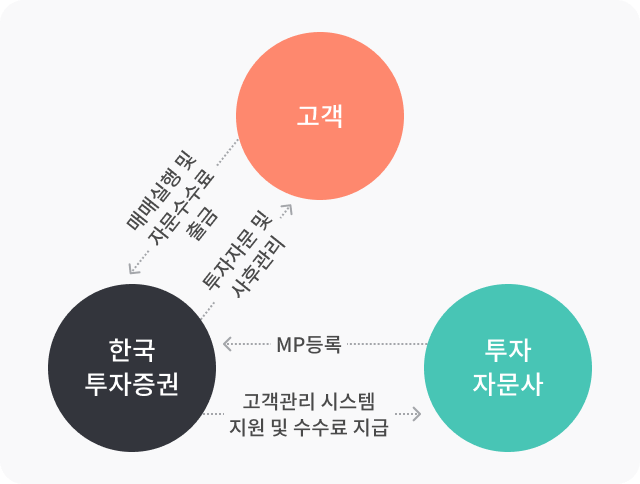 고객
매매실행 및
자문수수료
출금
투자자문 및
사후관리
한국
투자증권
MP등록
투자
자문사
고객관리 시스템
지원 및 수수료 지급